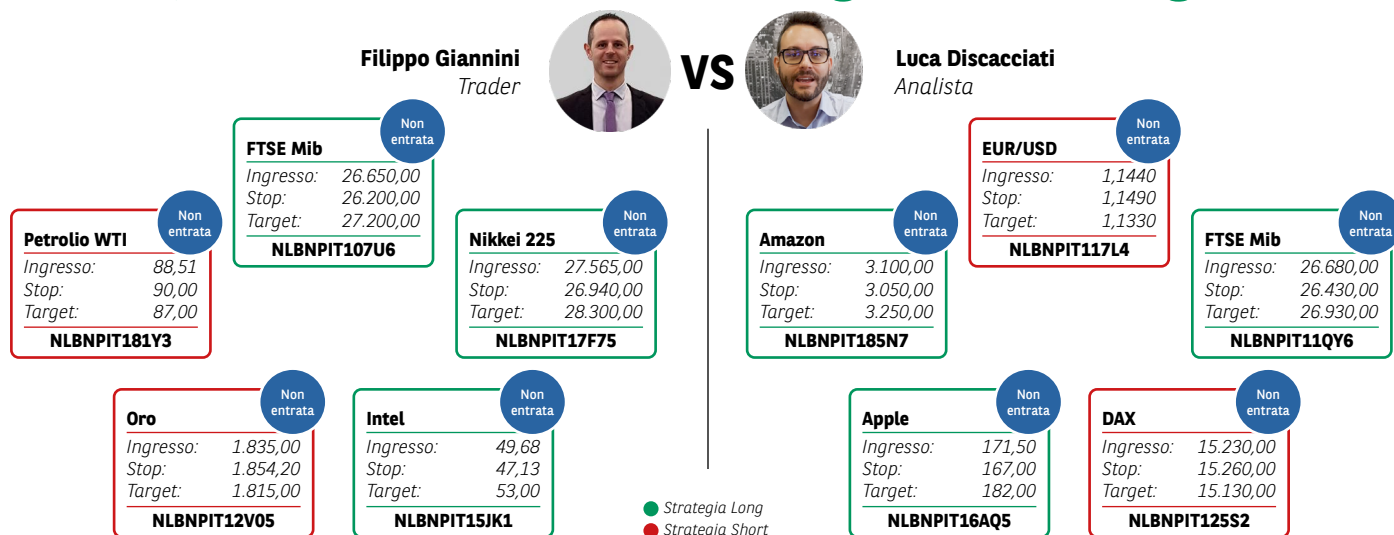 Filippo Giannini
Trader
VS
Luca Discacciati
Analista
Non
entrata
FTSE Mib
Ingresso: 26.650,00
Stop: 26.200,00
Target: 27.200,00
NLBNPIT107U6
Non
entrata
Petrolio WTI
Ingresso: 88,51
Stop: 90,00
Target: 87,00
NLBNPIT181Y3
Non
entrata
Nikkei 225
Ingresso: 27.565,00
Stop: 26.940,00
Target: 28.300,00
NLBNPIT17F75
Non
entrata
Oro
Ingresso: 1.835,00
Stop: 1.854,20
Target: 1.815,00
NLBNPIT12V05
Non
entrata
Intel
Ingresso: 49,68
Stop: 47,13
Target: 53,00
NLBNPIT15JK1
Non
entrata
EUR/USD
Ingresso: 1,1440
Stop: 1,1490
Target: 1,1330
NLBNPIT117L4
Non
entrata
Amazon
Ingresso: 3.100,00
Stop: 3.050,00
Target: 3.250,00
NLBNPIT185N7
Non
entrata
FTSE Mib
Ingresso: 26.680,00
Stop: 26.430,00
Target: 26.930,00
NLBNPIT11QY6
Non
entrata
Apple
Ingresso: 171,50
Stop: 167,00
Target: 182,00
NLBNPIT16AQ5
Non
entrata
DAX
Ingresso: 15.230,00
Stop: 15.260,00
Target: 15.130,00
NLBNPIT125S2
Strategia Long
Strategia Short